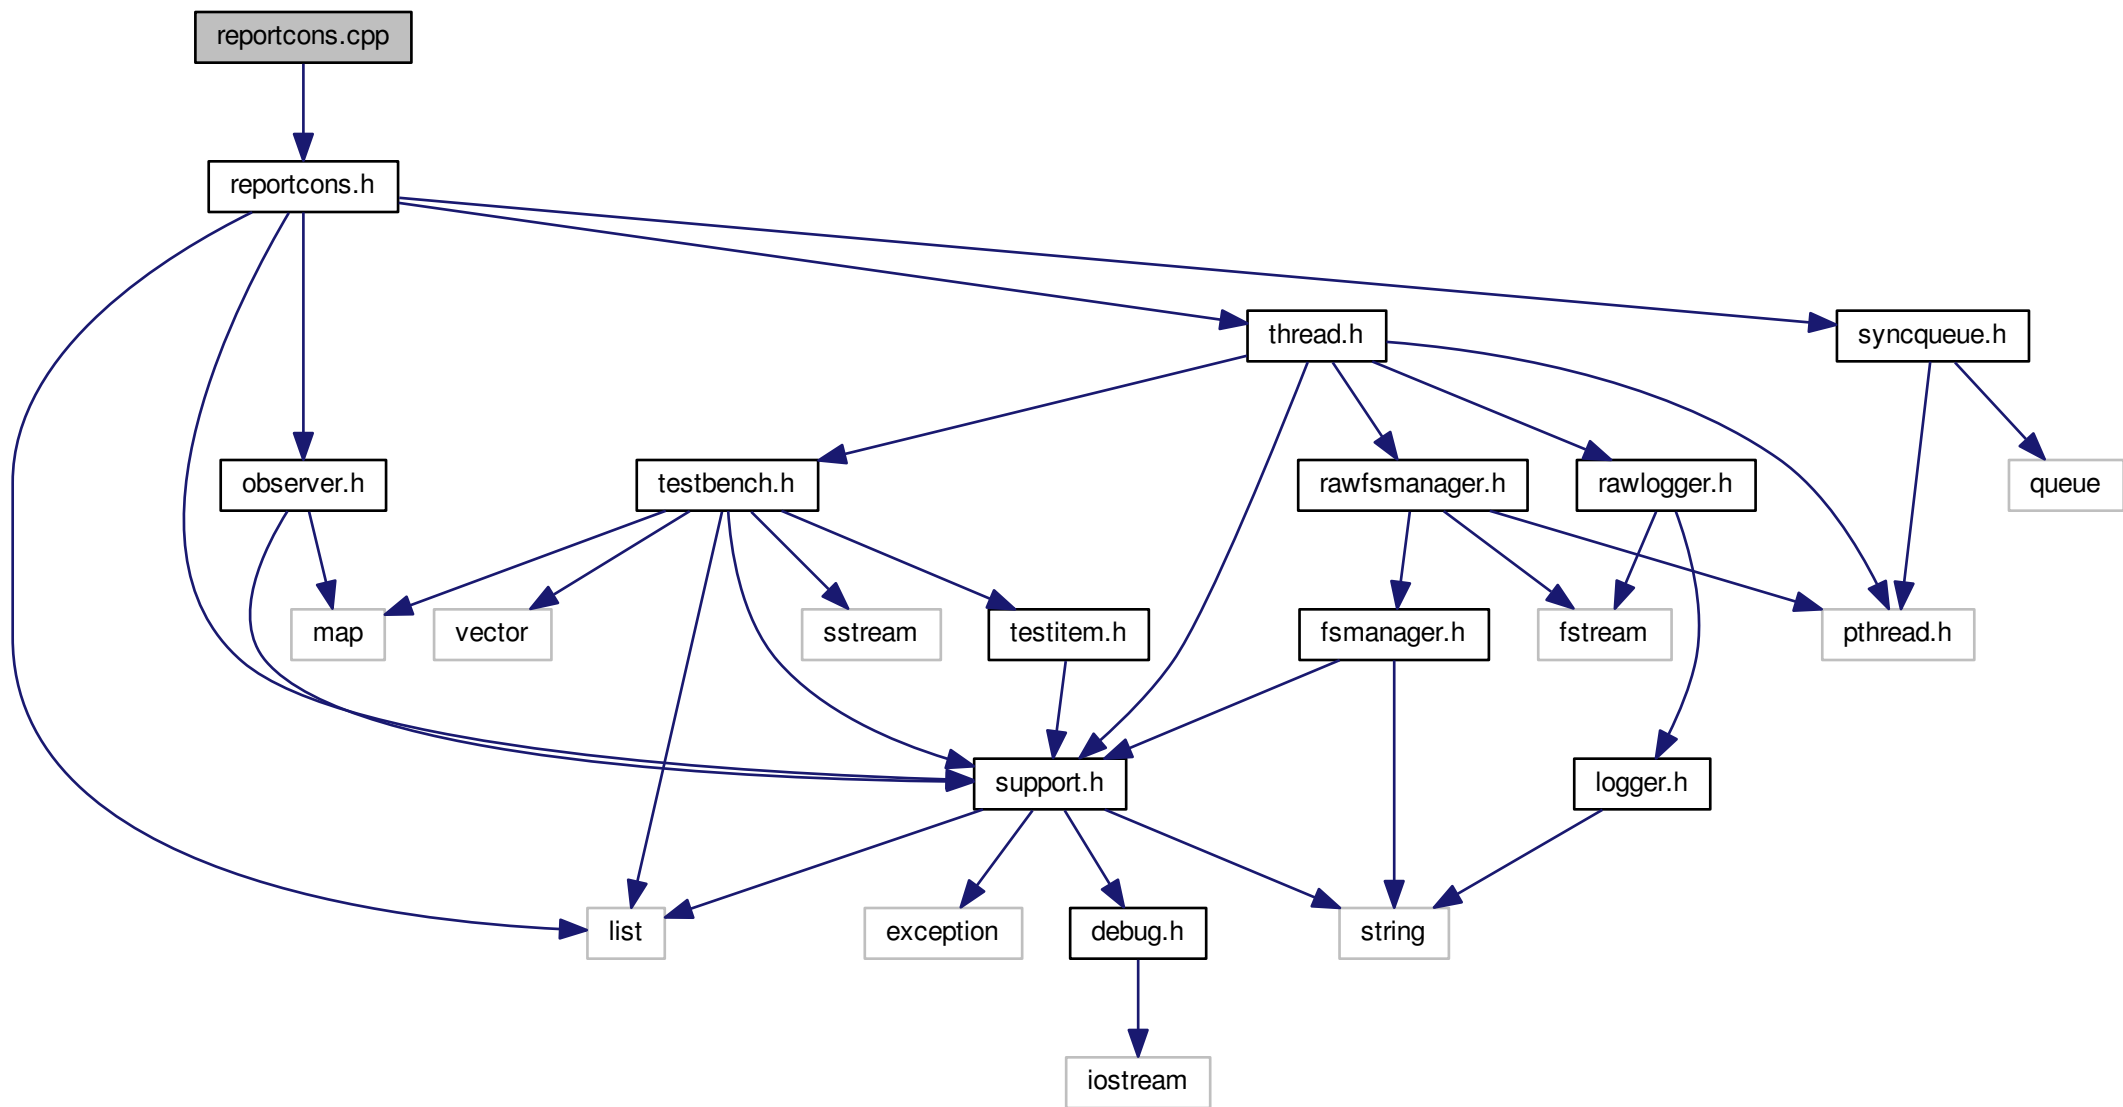 reportcons.cpp
reportcons.h
thread.h
syncqueue.h
observer.h
testbench.h
rawfsmanager.h
rawlogger.h
queue
map
vector
sstream
testitem.h
fsmanager.h
fstream
pthread.h
support.h
logger.h
list
exception
debug.h
string
iostream